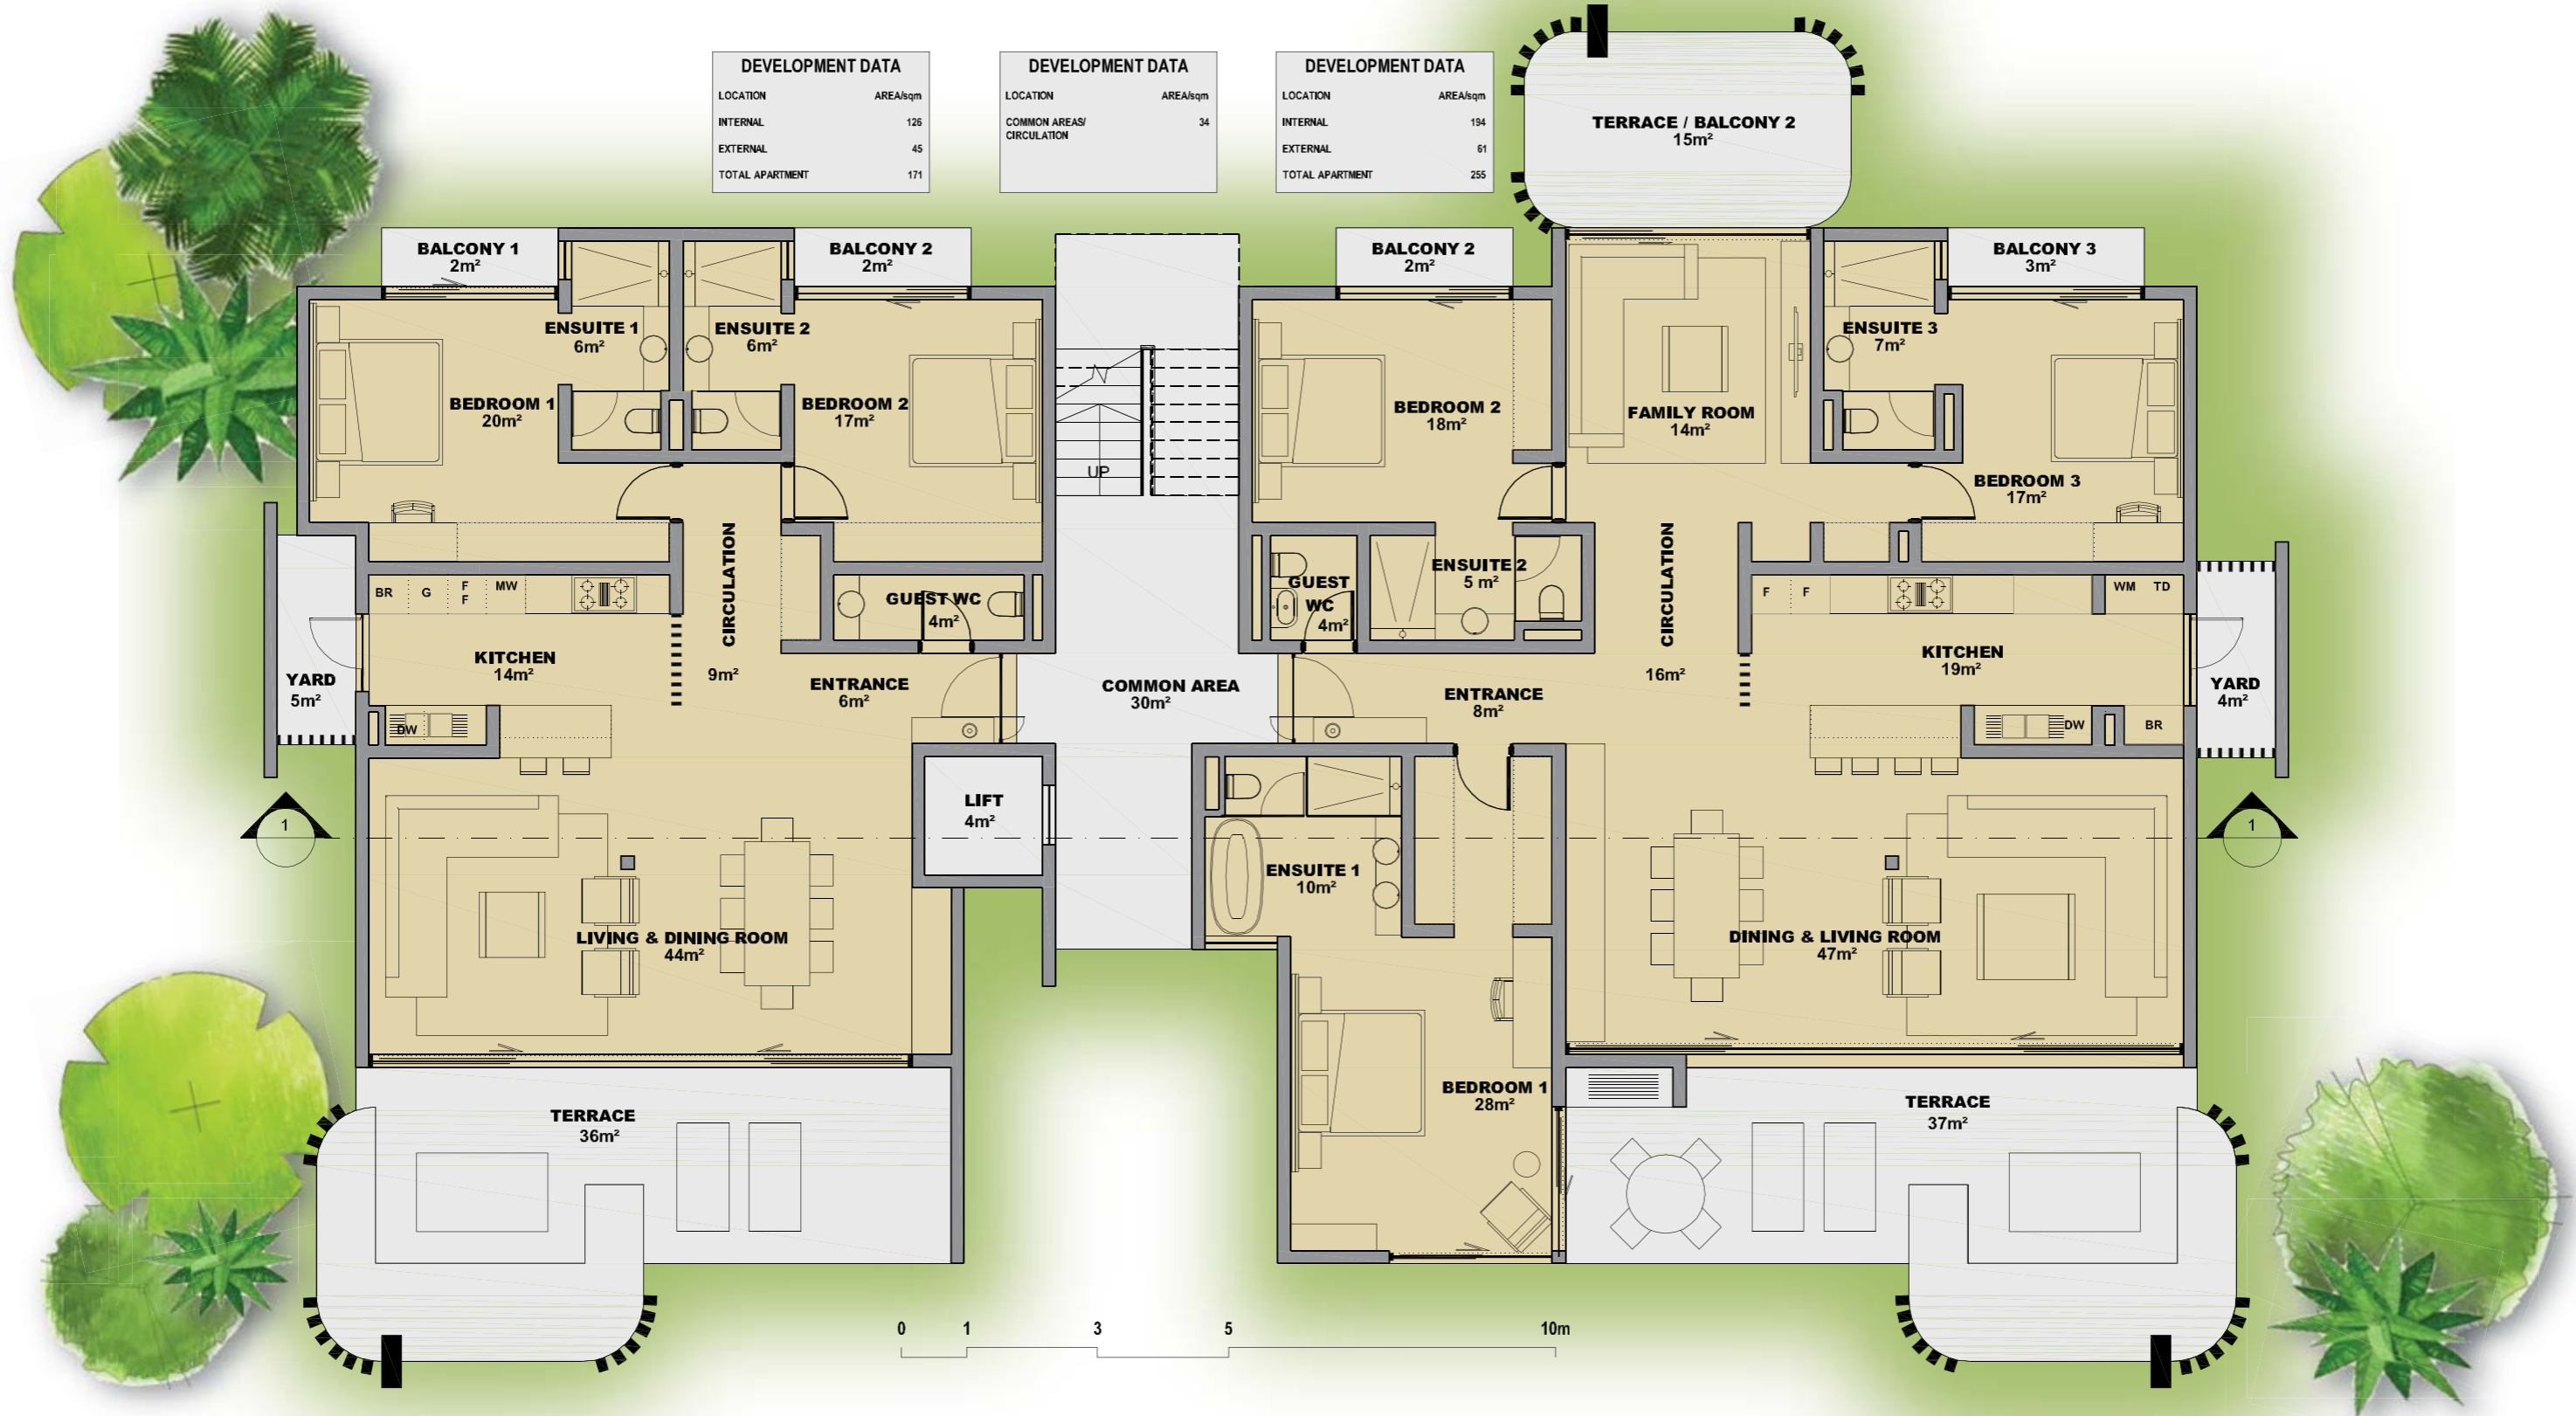 DEVELOPMENT DATA
LOCATION AREA/sqm
INTERNAL 126
EXTERNAL 45
TOTAL APARTMENT 171
DEVELOPMENT DATA
LOCATION AREA/sqm
COMMON AREAS/ 34
CIRCULATION
DEVELOPMENT DATA
LOCATION AREA/sqm
INTERNAL 194
EXTERNAL 61
TOTAL APARTMENT 255
TERRACE / BALCONY 2
15m²
BALCONY 1
2m²
BALCONY 2
2m²
BALCONY 2
2m²
BALCONY 3
3m²
ENSUITE 1
6m²
ENSUITE 2
6m²
ENSUITE 3
7m²
BEDROOM 1
20m²
BEDROOM 2
17m²
BEDROOM 2
18m²
FAMILY ROOM
14m²
BEDROOM 3
17m²
UP
CIRCULATION
9m²
CIRCULATION
16m²
BR
G
F
F
MW
GUEST WC
4m²
GUEST
WC
4m²
ENSUITE 2
5 m²
F
F
WM
TD
KITCHEN
14m²
YARD
5m²
ENTRANCE
6m²
COMMON AREA
30m²
ENTRANCE
8m²
KITCHEN
19m²
YARD
4m²
DW
DW
BR
LIFT
4m²
1
1
ENSUITE 1
10m²
LIVING & DINING ROOM
44m²
DINING & LIVING ROOM
47m²
BEDROOM 1
28m²
TERRACE
36m²
TERRACE
37m²
0 1 3 5 10m